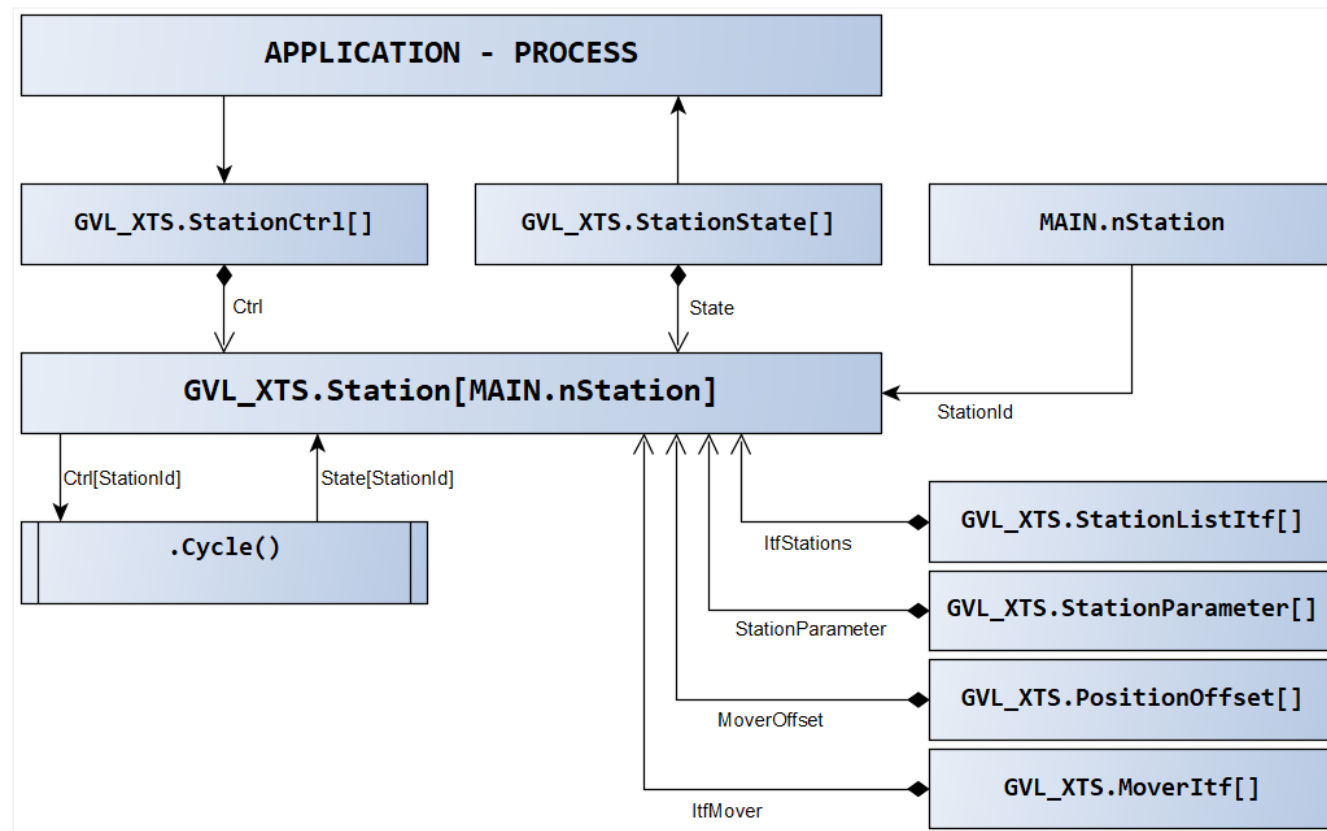 APPLICATION - PROCESS
GVL_XTS.StationCtrl[]
GVL_XTS.StationState[]
MAIN.nStation
Ctrl
State
GVL_XTS.Station[MAIN.nStation]
StationId
Ctrl[StationId]
State[StationId]
.Cycle()
GVL_XTS.StationListItf[]
ItfStations
GVL_XTS.StationParameter[]
StationParameter
GVL_XTS.PositionOffset[]
MoverOffset
GVL_XTS.MoverItf[]
ItfMover